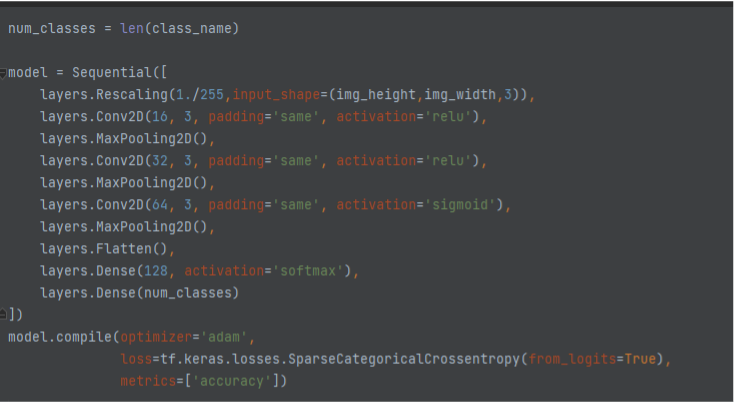 num_classes = len(class_name)
model = Sequential([
layers.Rescaling(1./255,input_shape=(img_height,img_width,3)),
layers.Conv2D(16, 3, padding='same', activation='relu'),
layers.MaxPooling2D(),
layers.Conv2D(32, 3, padding='same', activation='relu'),
layers.MaxPooling2D(),
layers.Conv2D(64, 3, padding='same', activation='sigmoid'),
layers.MaxPooling2D(),
layers.Flatten(),
layers.Dense(128, activation='softmax'),
layers.Dense(num_classes)
])
model.compile(optimizer='adam',
loss=tf.keras.losses.SparseCategoricalCrossentropy(from_logits=True),
metrics=['accuracy'])